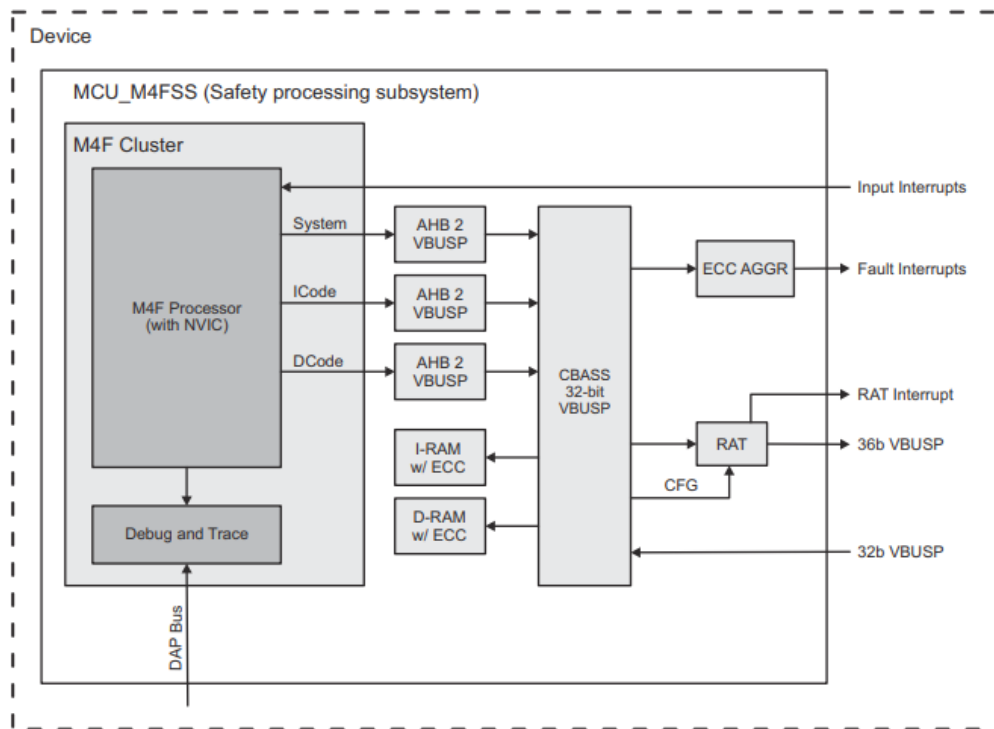 Device
MCU_M4FSS (Safety processing subsystem)
M4F Cluster
M4F Processor
(with NVIC)
Debug and Trace
DAP Bus
System
ICode
DCode
AHB 2
VBUSP
AHB 2
VBUSP
AHB 2
VBUSP
I-RAM
w/ ECC
D-RAM
w/ ECC
CBASS
32-bit
VBUSP
ECC AGGR
RAT
CFG
Input Interrupts
Fault Interrupts
RAT Interrupt
36b VBUSP
32b VBUSP